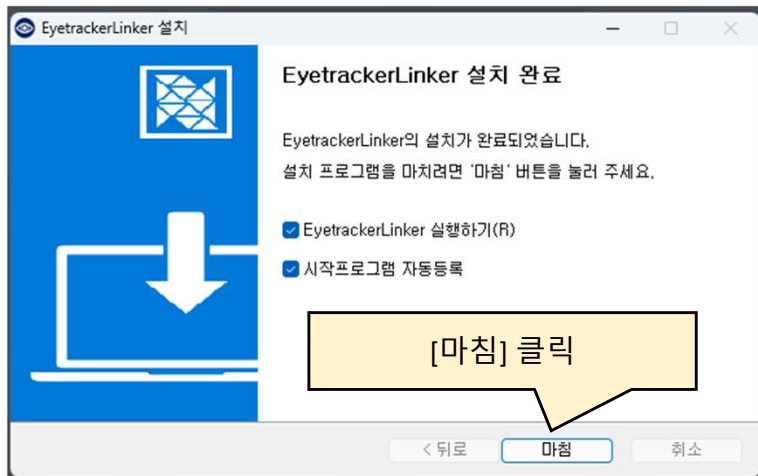 EyetrackerLinker 설치
EyetrackerLinker 설치 완료
EyetrackerLinker의 설치가 완료되었습니다.
설치 프로그램을 마치려면 '마침' 버튼을 눌러 주세요.
EyetrackerLinker 실행하기(R)
시작프로그램 자동등록
[마침] 클릭
< 뒤로
마침
취소